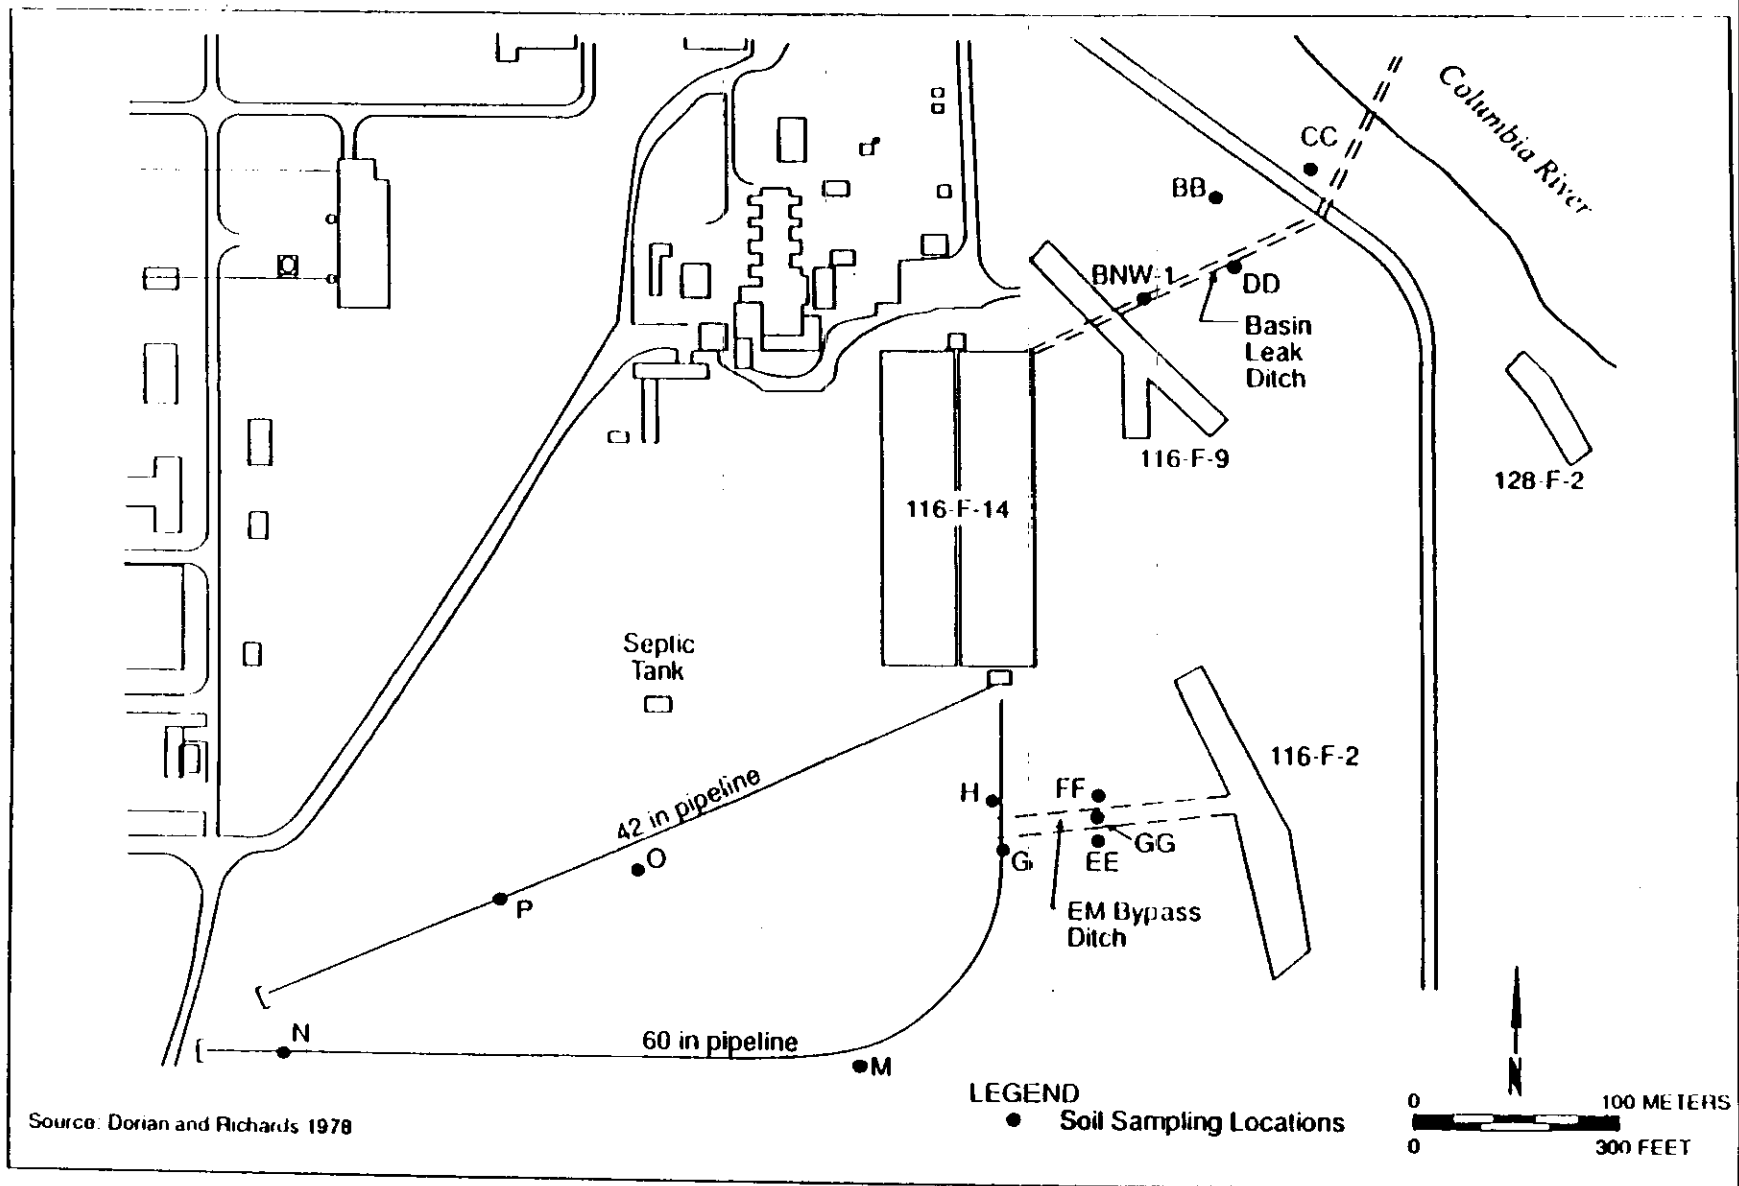 Columbia River
CC
BB
BNW-1
DD
Basin
Leak
Ditch
116-F-9
128-F-2
116-F-14
Septic
Tank
116-F-2
42 in pipeline
H
FF
GG
G
EE
O
P
EM Bypass
Ditch
N
60 in pipeline
M
N
LEGEND
Soil Sampling Locations
0 100 METERS
0 300 FEET
Source: Dorian and Richards 1978